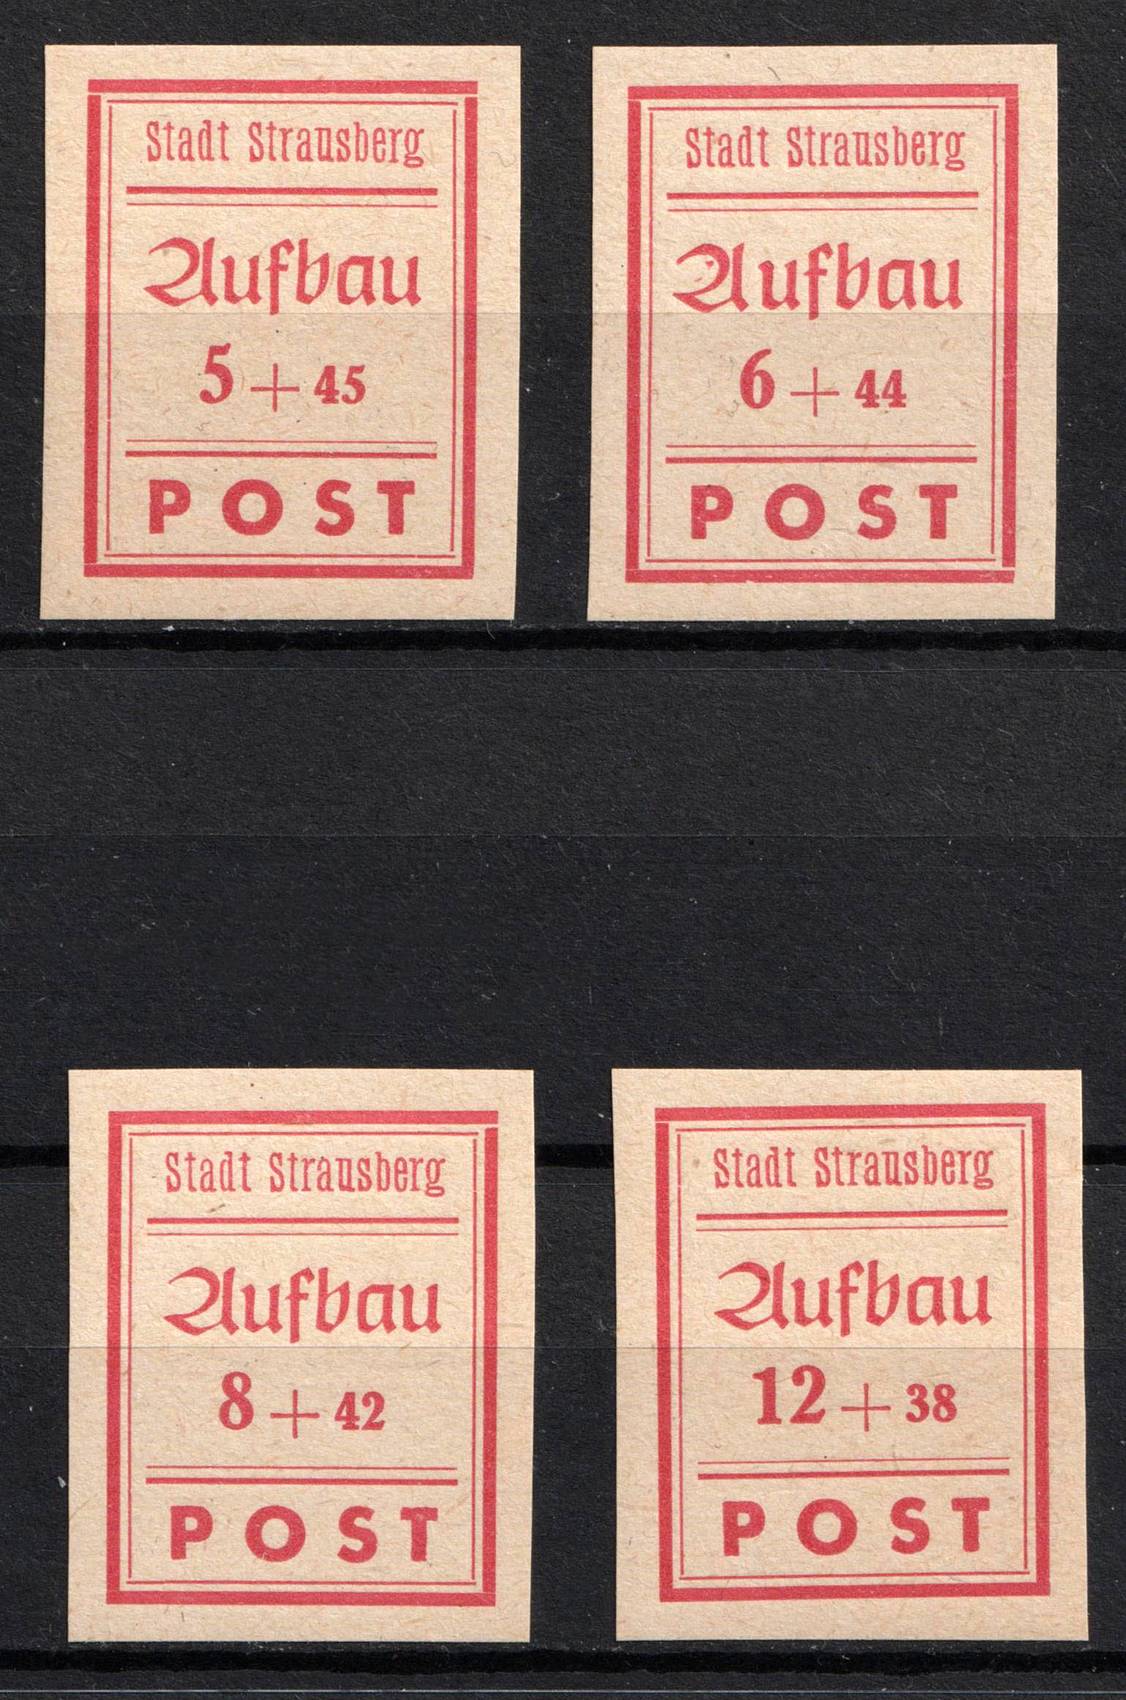 Stadt Strausberg
Aufbau
5 + 45
POST
Stadt Strausberg
Aufbau
6 + 44
POST
Stadt Strausberg
Aufbau
8 + 42
POST
Stadt Strausberg
Aufbau
12 + 38
POST